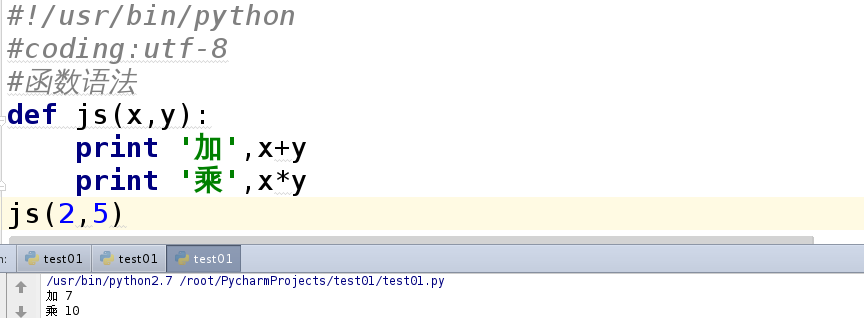 #!/usr/bin/python
#coding:utf-8
#函数语法
def js(x,y):
    print '加',x+y
    print '乘',x*y
js(2,5)
n: test01 test01 test01
/usr/bin/python2.7 /root/PycharmProjects/test01/test01.py
加 7
乘 10